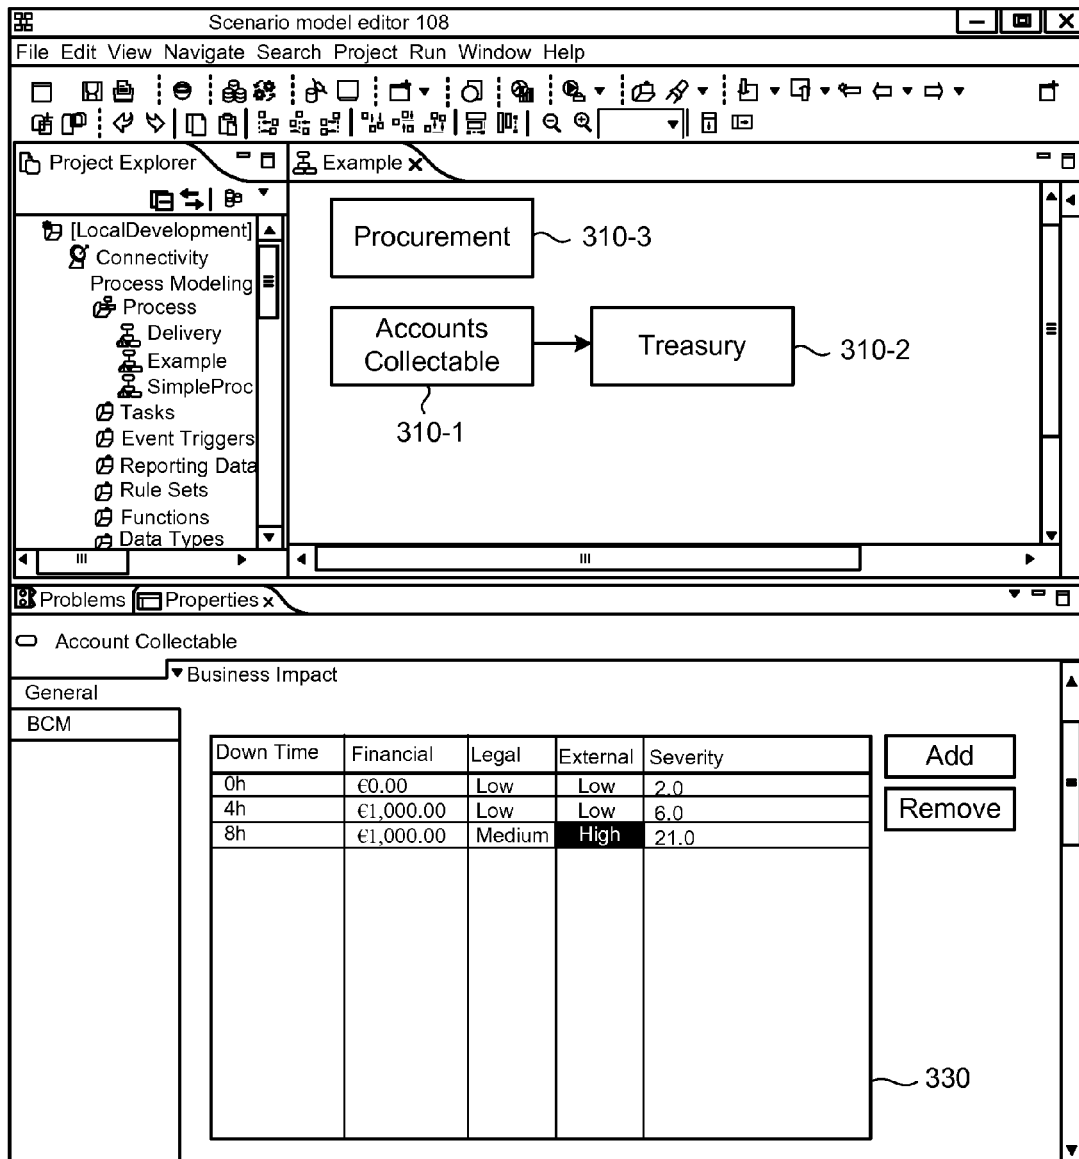 Scenario model editor 108
File Edit View Navigate Search Project Run Window Help
Project Explorer
Example
[LocalDevelopment]
Connectivity
Process Modeling
Process
Delivery
Example
SimpleProc
Tasks
Event Triggers
Reporting Data
Rule Sets
Functions
Data Types
Procurement
310-3
Accounts
Collectable
310-1
Treasury
310-2
Problems Properties x
Account Collectable
General
BCM
Business Impact
Down Time Financial Legal External Severity
0h €0.00 Low Low 2.0
4h €1,000.00 Low Low 6.0
8h €1,000.00 Medium High 21.0
Add
Remove
330